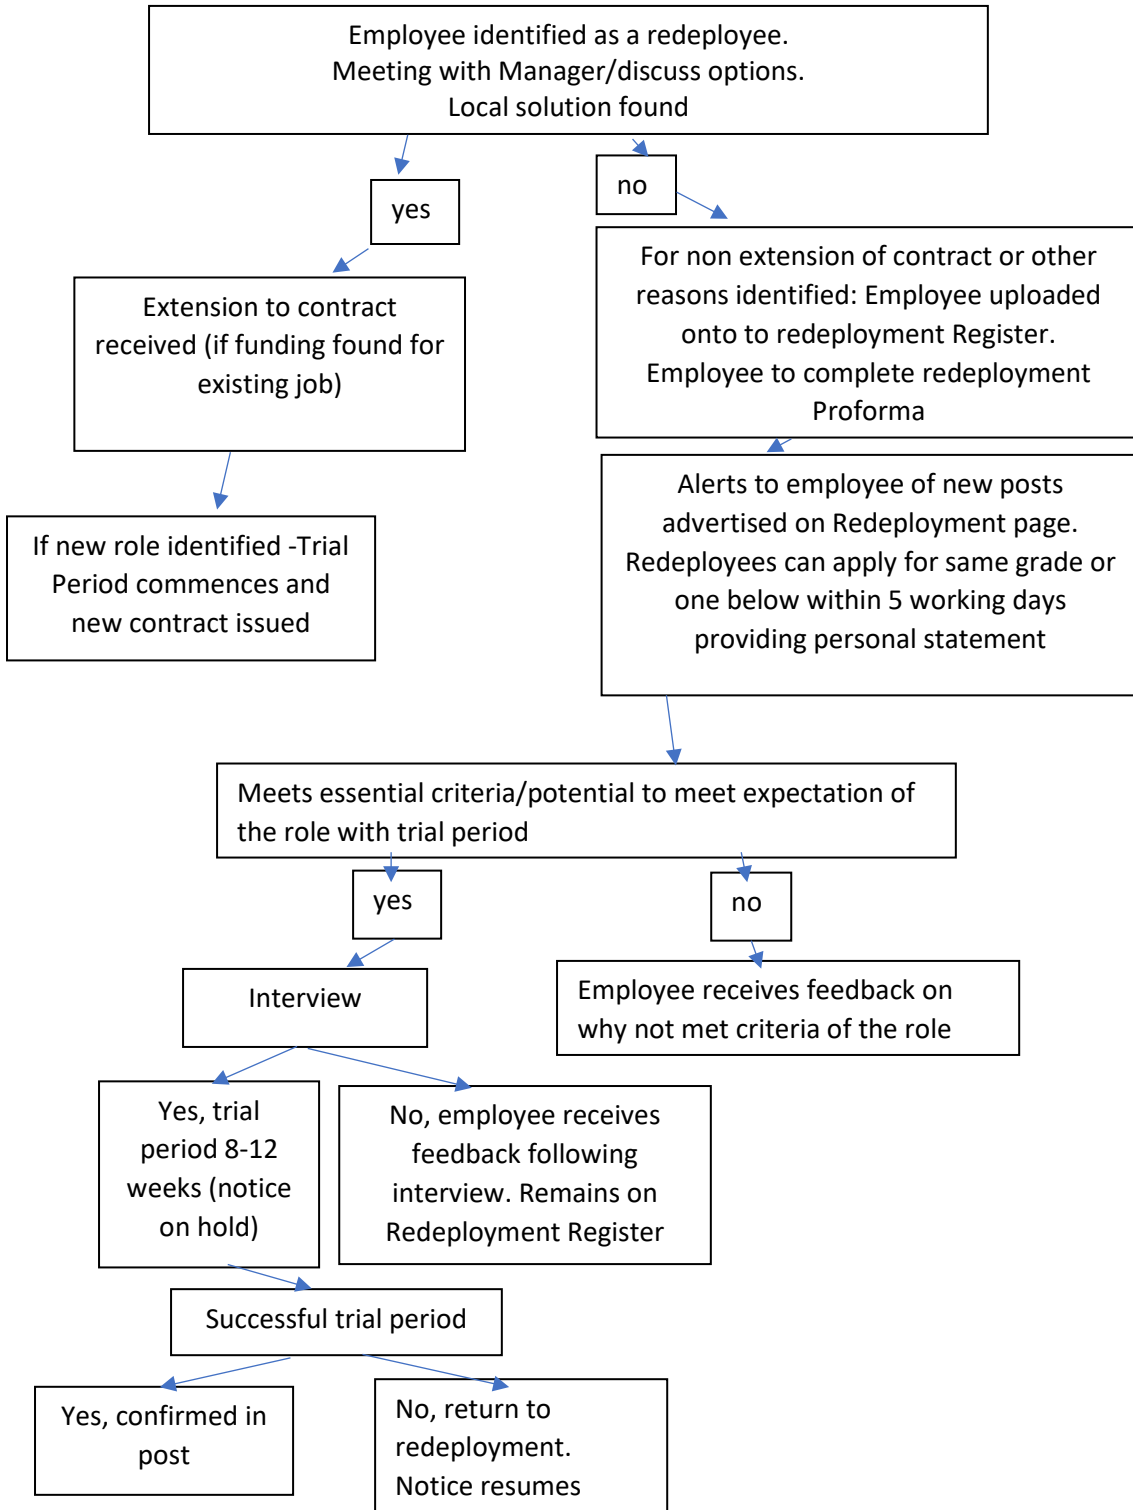 Employee identified as a redeployee.
Meeting with Manager/discuss options.
Local solution found
yes
no
Extension to contract
received (if funding found for
existing job)
For non extension of contract or other
reasons identified: Employee uploaded
onto to redeployment Register.
Employee to complete redeployment
Proforma
If new role identified -Trial
Period commences and
new contract issued
Alerts to employee of new posts
advertised on Redeployment page.
Redeployees can apply for same grade or
one below within 5 working days
providing personal statement
Meets essential criteria/potential to meet expectation of
the role with trial period
yes
no
Interview
Employee receives feedback on
why not met criteria of the role
Yes, trial
period 8-12
weeks (notice
on hold)
No, employee receives
feedback following
interview. Remains on
Redeployment Register
Successful trial period
Yes, confirmed in
post
No, return to
redeployment.
Notice resumes